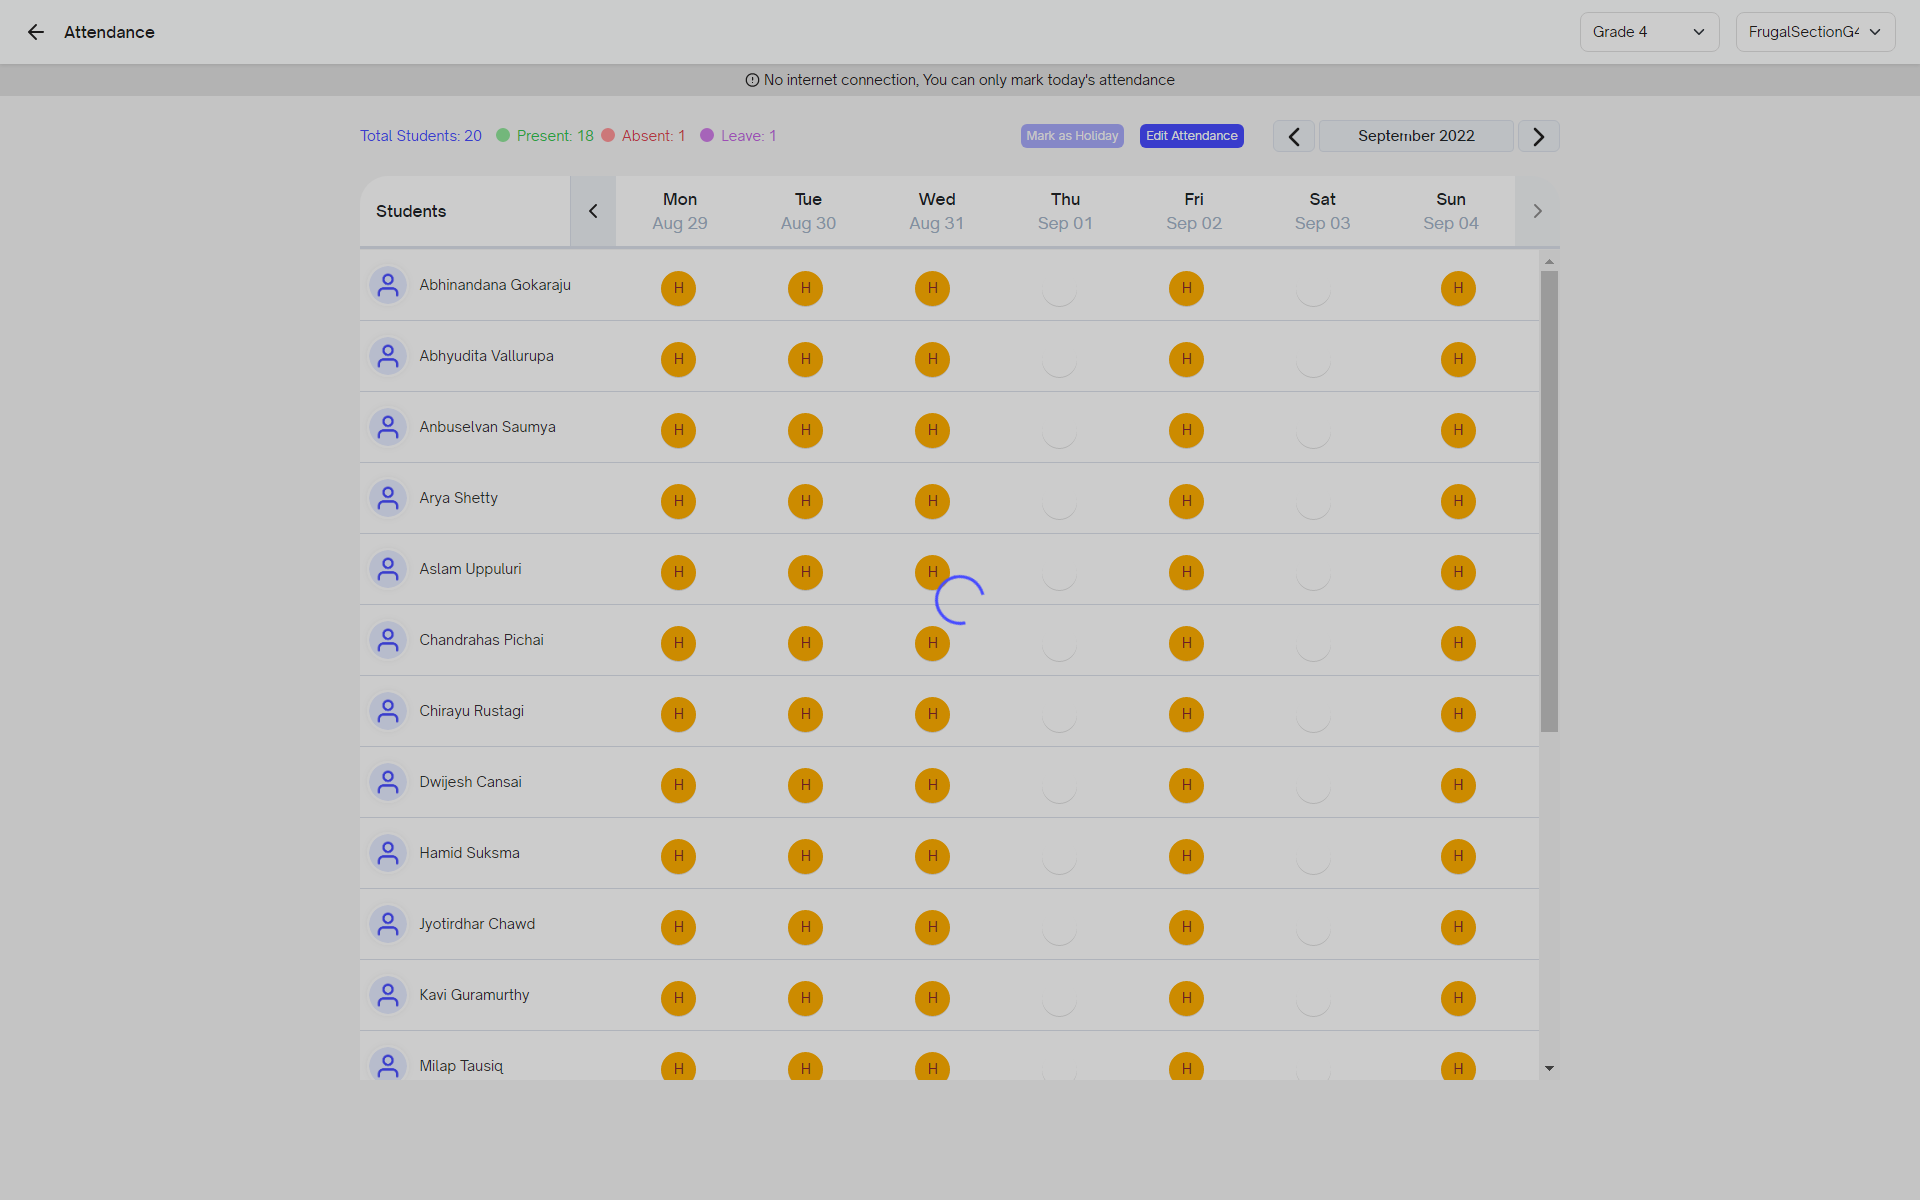 Attendance
Grade 4
FrugalSectionG4
No internet connection, You can only mark today's attendance
Total Students: 20 Present: 18 Absent: 1 Leave: 1
Mark as Holiday
Edit Attendance
September 2022
Students
Mon Tue Wed Thu Fri Sat Sun
Aug 29 Aug 30 Aug 31 Sep 01 Sep 02 Sep 03 Sep 04
Abhinandana Gokaraju H H H H H
Abhyudita Vallurupa H H H H H
Anbuselvan Saumya H H H H H
Arya Shetty H H H H H
Aslam Uppuluri H H H H H
Chandrahas Pichai H H H H H
Chirayu Rustagi H H H H H
Dwijesh Cansai H H H H H
Hamid Suksma H H H H H
Jyotirdhar Chawd H H H H H
Kavi Guramurthy H H H H H
Milap Tausiq H H H H H